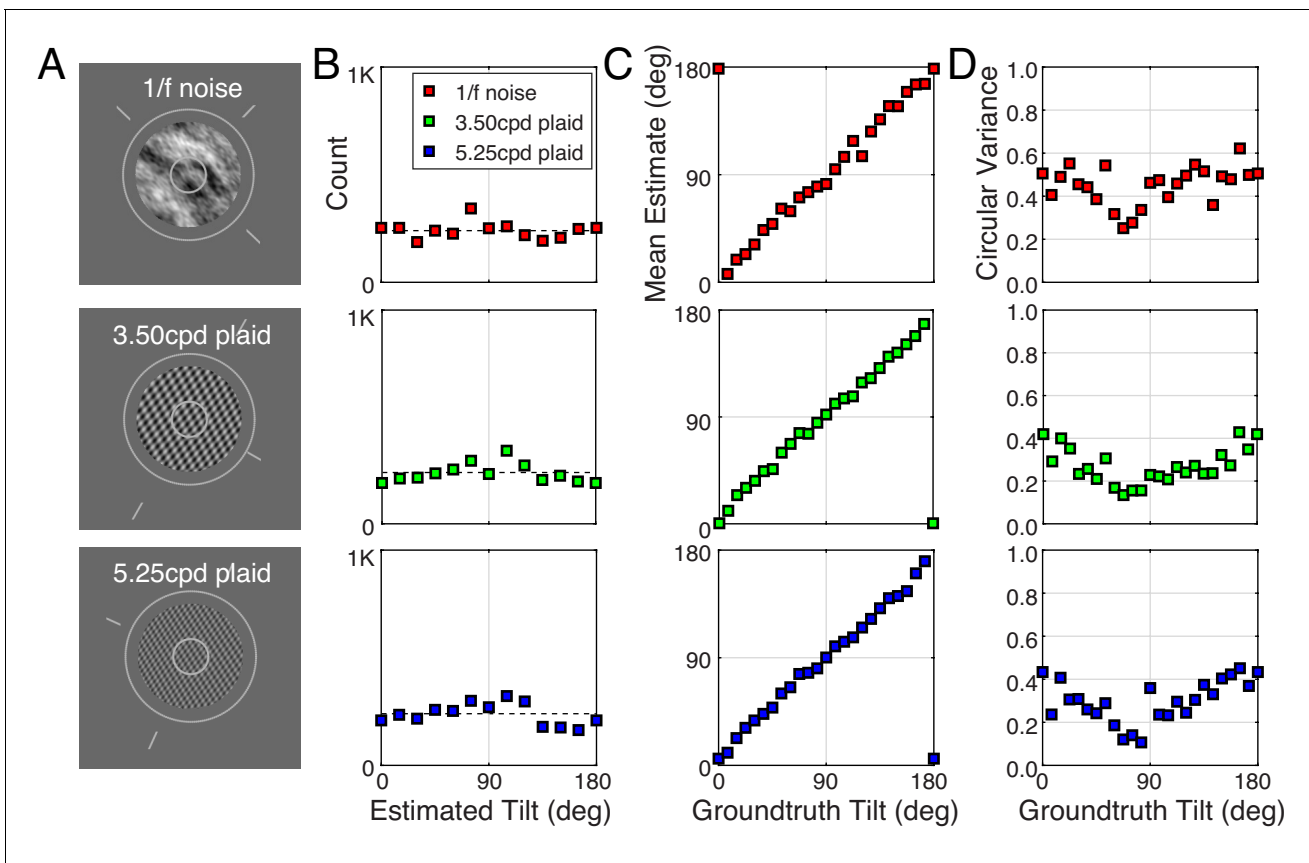 A
1/f noise
3.50cpd plaid
5.25cpd plaid
B
1K
Count
0
1/f noise
3.50cpd plaid
5.25cpd plaid
1K
0
1K
0
0
90
180
Estimated Tilt (deg)
C
Mean Estimate (deg)
180
90
0
180
90
0
180
90
0
0
90
180
Groundtruth Tilt (deg)
D
Circular Variance
1.0
0.8
0.6
0.4
0.2
0.0
1.0
0.8
0.6
0.4
0.2
0.0
1.0
0.8
0.6
0.4
0.2
0.0
0
90
180
Groundtruth Tilt (deg)